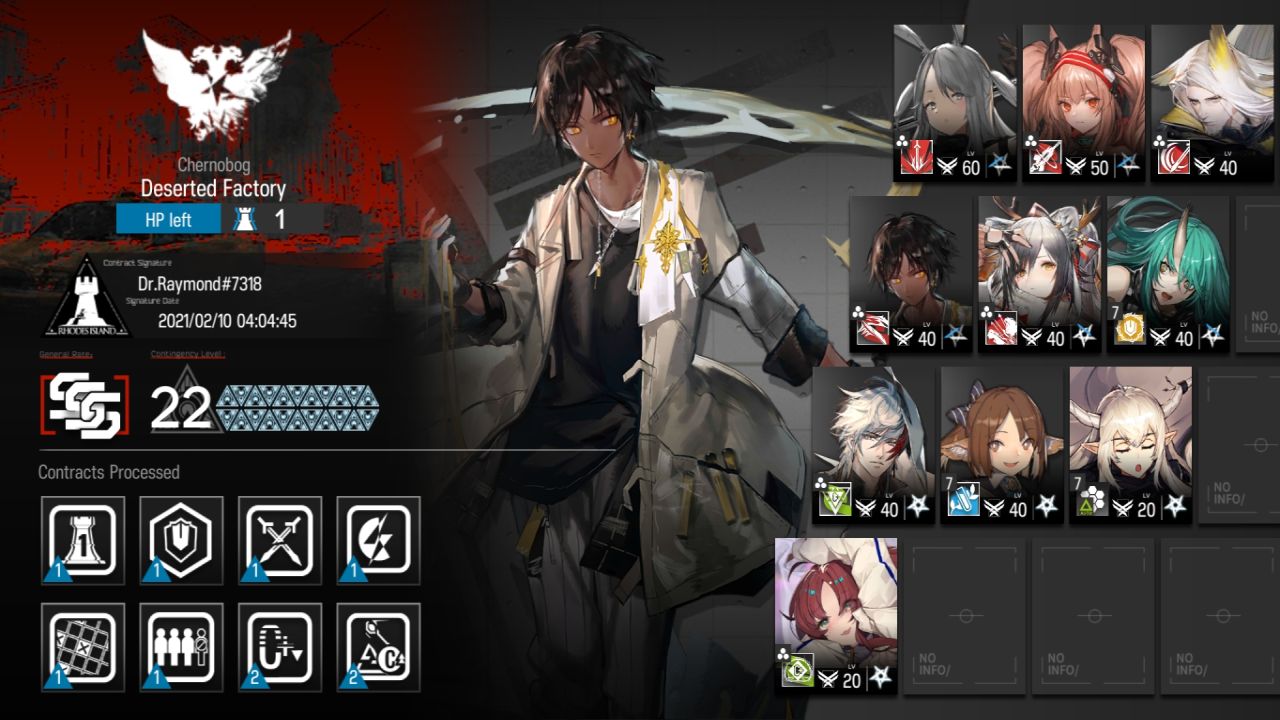 Chernobog
Deserted Factory
HP left 1
Contract Signature
Dr.Raymond#7318
Signature Date
2021/02/10 04:04:45
RHODES ISLAND
General Rate:
Contingency Level:
SSS
22
Contracts Processed
1
1
1
1
1
1
1
2
2
LV
60
LV
50
LV
40
LV
40
LV
40
7
LV
40
NO
INFO/
LV
40
7
LV
40
7
LV
20
NO
INFO/
LV
20
NO
INFO/
NO
INFO/
NO
INFO/